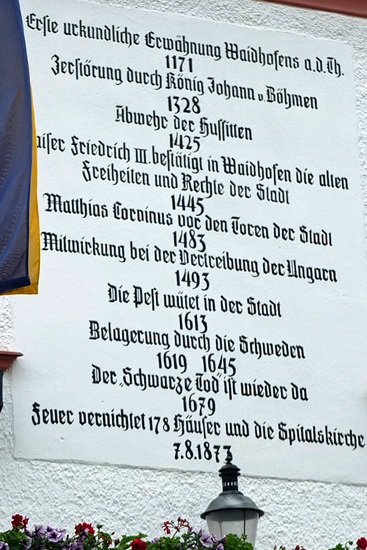 Erste urkundliche Erwähnung Waidhofens a.d.Th.
1171
Zerstörung durch König Johann v. Böhmen
1328
Abwehr der Hussiten
1425
aiser Friedrich III. bestätigt in Waidhofen die alten
Freiheiten und Rechte der Stadt
1445
Matthias Corvinus vor den Toren der Stadt
1483
Mitwirkung bei der Vertreibung der Ungarn
1493
Die Pest wütet in der Stadt
1613
Belagerung durch die Schweden
1619 1645
Der „Schwarze Tod" ist wieder da
1679
Feuer vernichtet 178 Häuser und die Spitalskirche
7.8.1873